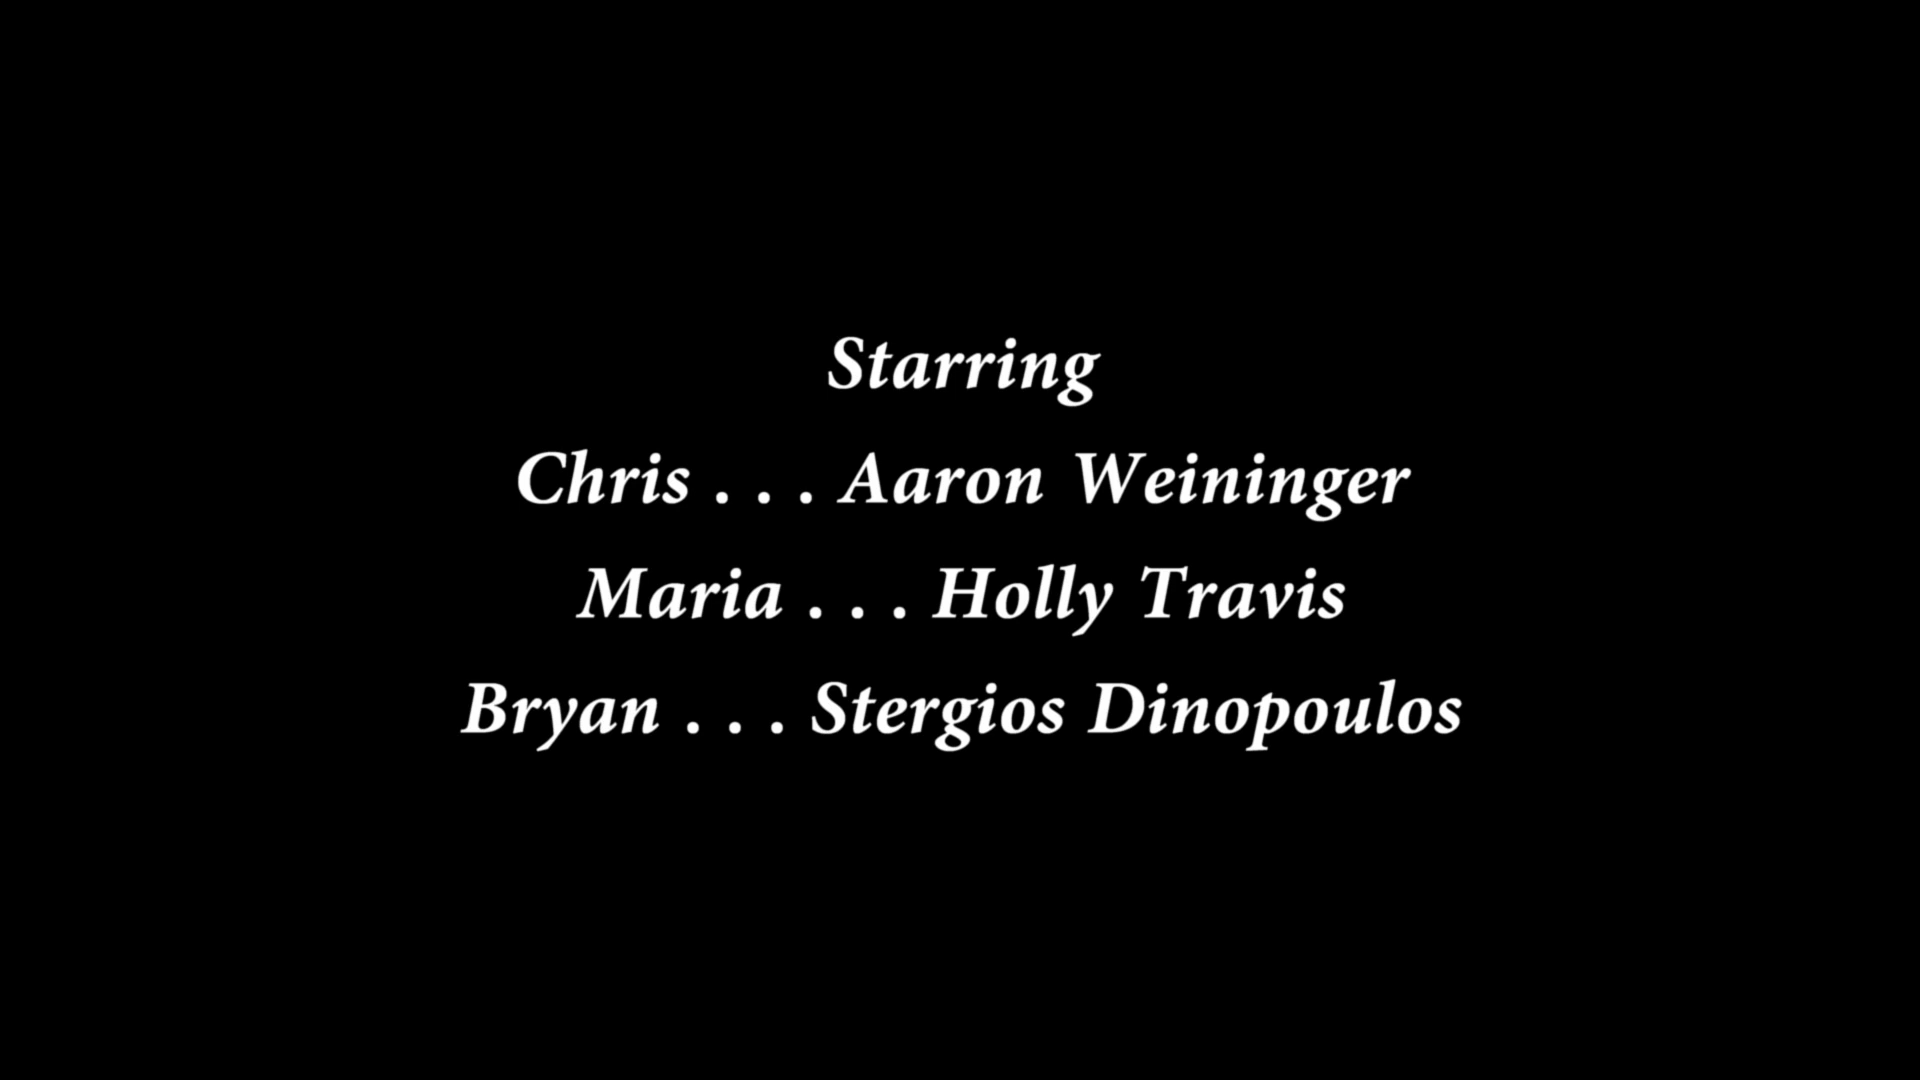 Starring
Chris . . . Aaron Weininger
Maria . . . Holly Travis
Bryan . . . Stergios Dinopoulos